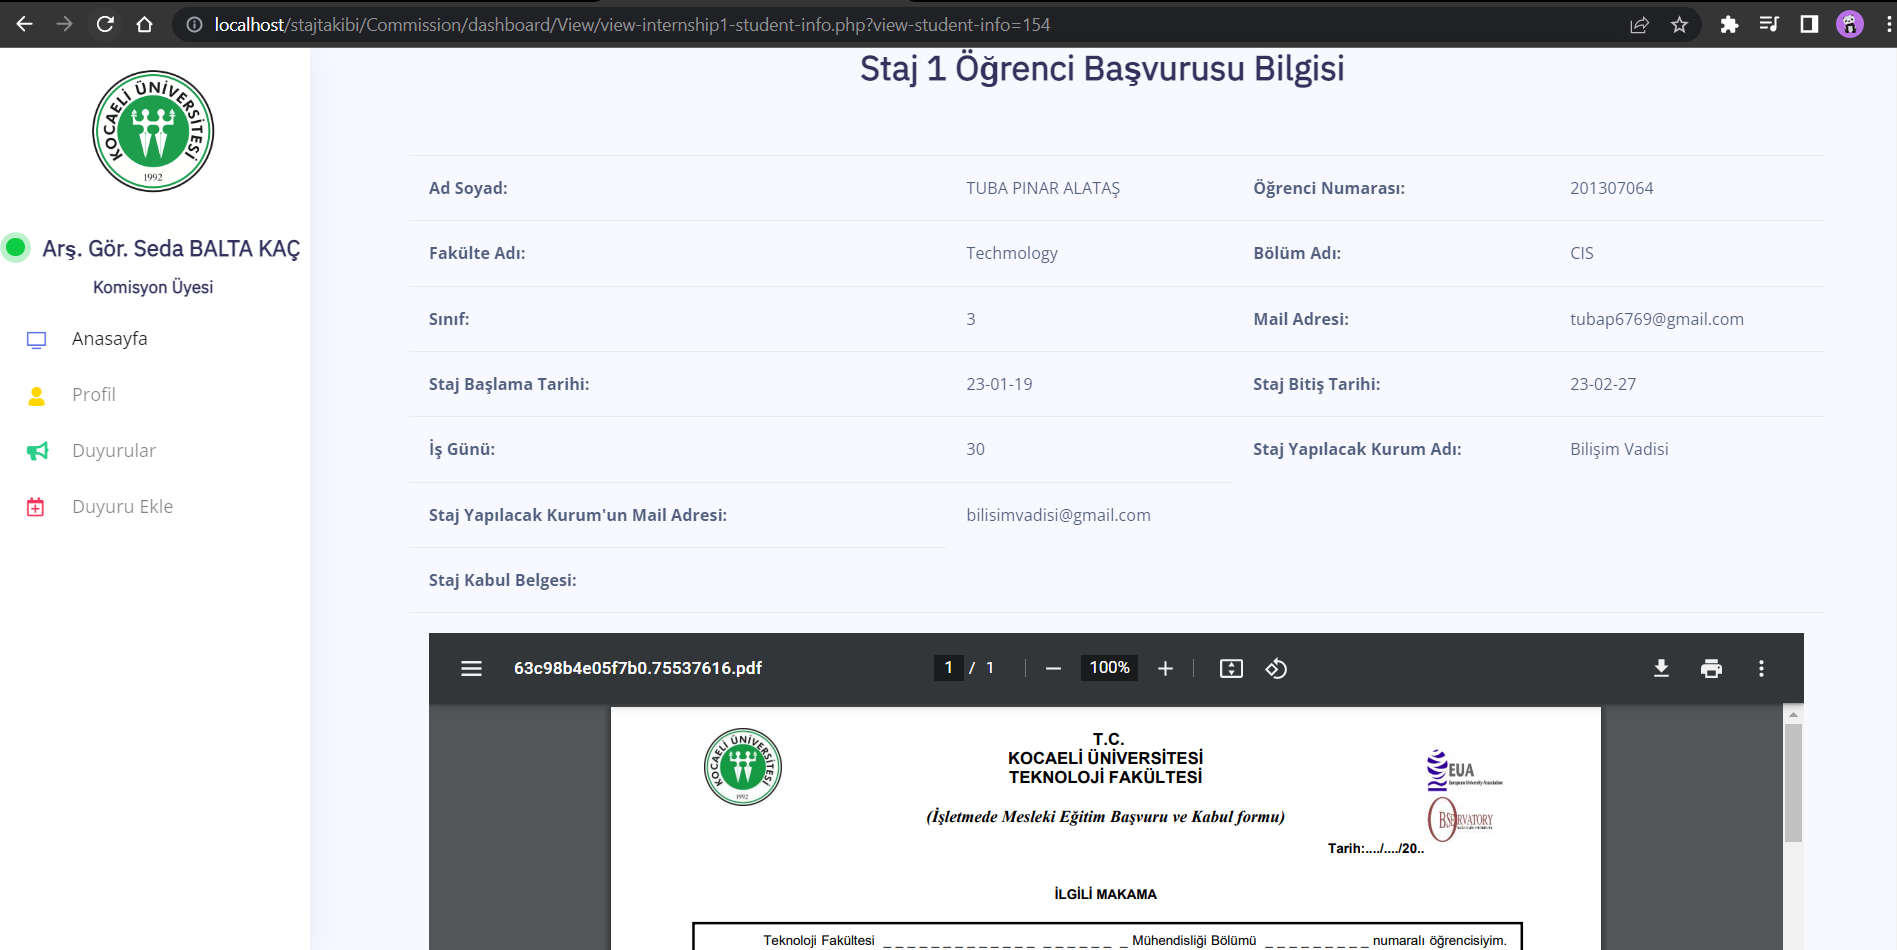 localhost/stajtakibi/Commission/dashboard/View/view-internship1-student-info.php?view-student-info=154
KOCAELİ ÜNİVERSİTESİ
1992
Arş. Gör. Seda BALTA KAÇ
Komisyon Üyesi
Anasayfa
Profil
Duyurular
Duyuru Ekle
Staj 1 Öğrenci Başvurusu Bilgisi
Ad Soyad: TUBA PINAR ALATAŞ Öğrenci Numarası: 201307064
Fakülte Adı: Techmology Bölüm Adı: CIS
Sınıf: 3 Mail Adresi: tubap6769@gmail.com
Staj Başlama Tarihi: 23-01-19 Staj Bitiş Tarihi: 23-02-27
İş Günü: 30 Staj Yapılacak Kurum Adı: Bilişim Vadisi
Staj Yapılacak Kurum'un Mail Adresi: bilisimvadisi@gmail.com
Staj Kabul Belgesi:
63c98b4e05f7b0.75537616.pdf 1 / 1 100%
KOCAELİ ÜNİVERSİTESİ
1992
T.C.
KOCAELİ ÜNİVERSİTESİ
TEKNOLOJİ FAKÜLTESİ
EUA
European University Association
OBSERVATORY
(İşletmede Mesleki Eğitim Başvuru ve Kabul formu)
Tarih:..../..../20..
İLGİLİ MAKAMA
Teknoloji Fakültesi _ _ _ _ _ _ _ _ _ _ _ _ _ _ _ _ _ _ Mühendisliği Bölümü _ _ _ _ _ _ _ _ _ numaralı öğrencisiyim.